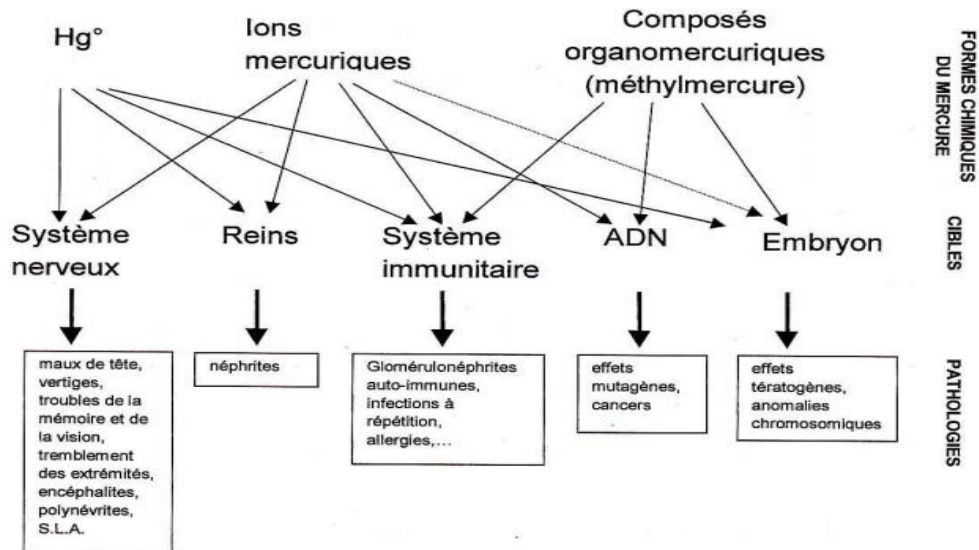 Hg°
Ions
mercuriques
Composés
organomercuriques
(méthylmercure)
FORMES CHIMIQUES
DU MERCURE
Système
nerveux
Reins
Système
immunitaire
ADN
Embryon
CIBLES
maux de tête,
vertiges,
troubles de la
mémoire et de
la vision,
tremblement
des extrémités,
encéphalites,
polynévrites,
S.L.A.
néphrites
Glomérulonéphrites
auto-immunes,
infections à
répétition,
allergies,...
effets
mutagènes,
cancers
effets
tératogènes,
anomalies
chromosomiques
PATHOLOGIES